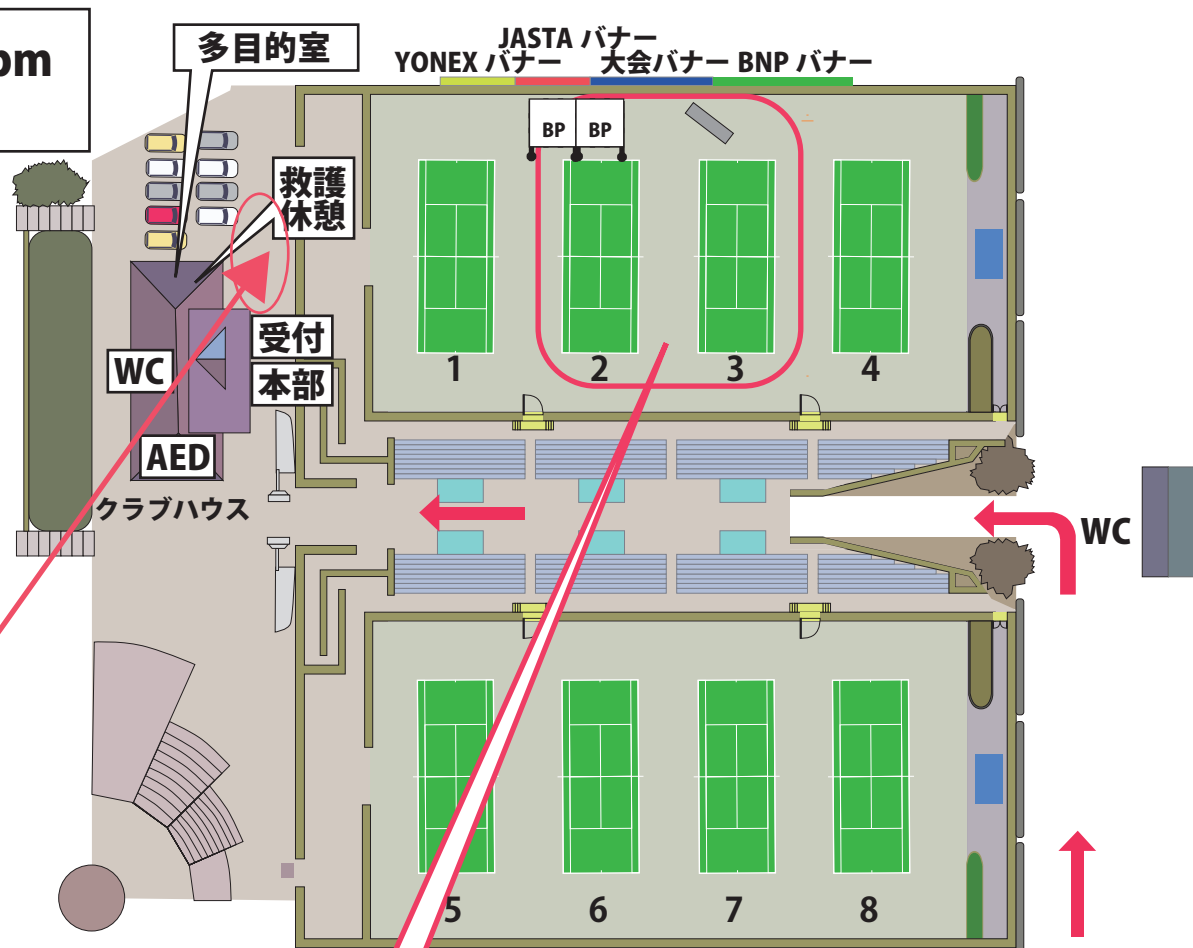 om
多目的室
JASTA バナー
YONEX バナー 大会バナー BNP バナー
BP BP
救護
休憩
受付
本部
WC
AED
クラブハウス
1 2 3 4
WC
5 6 7 8